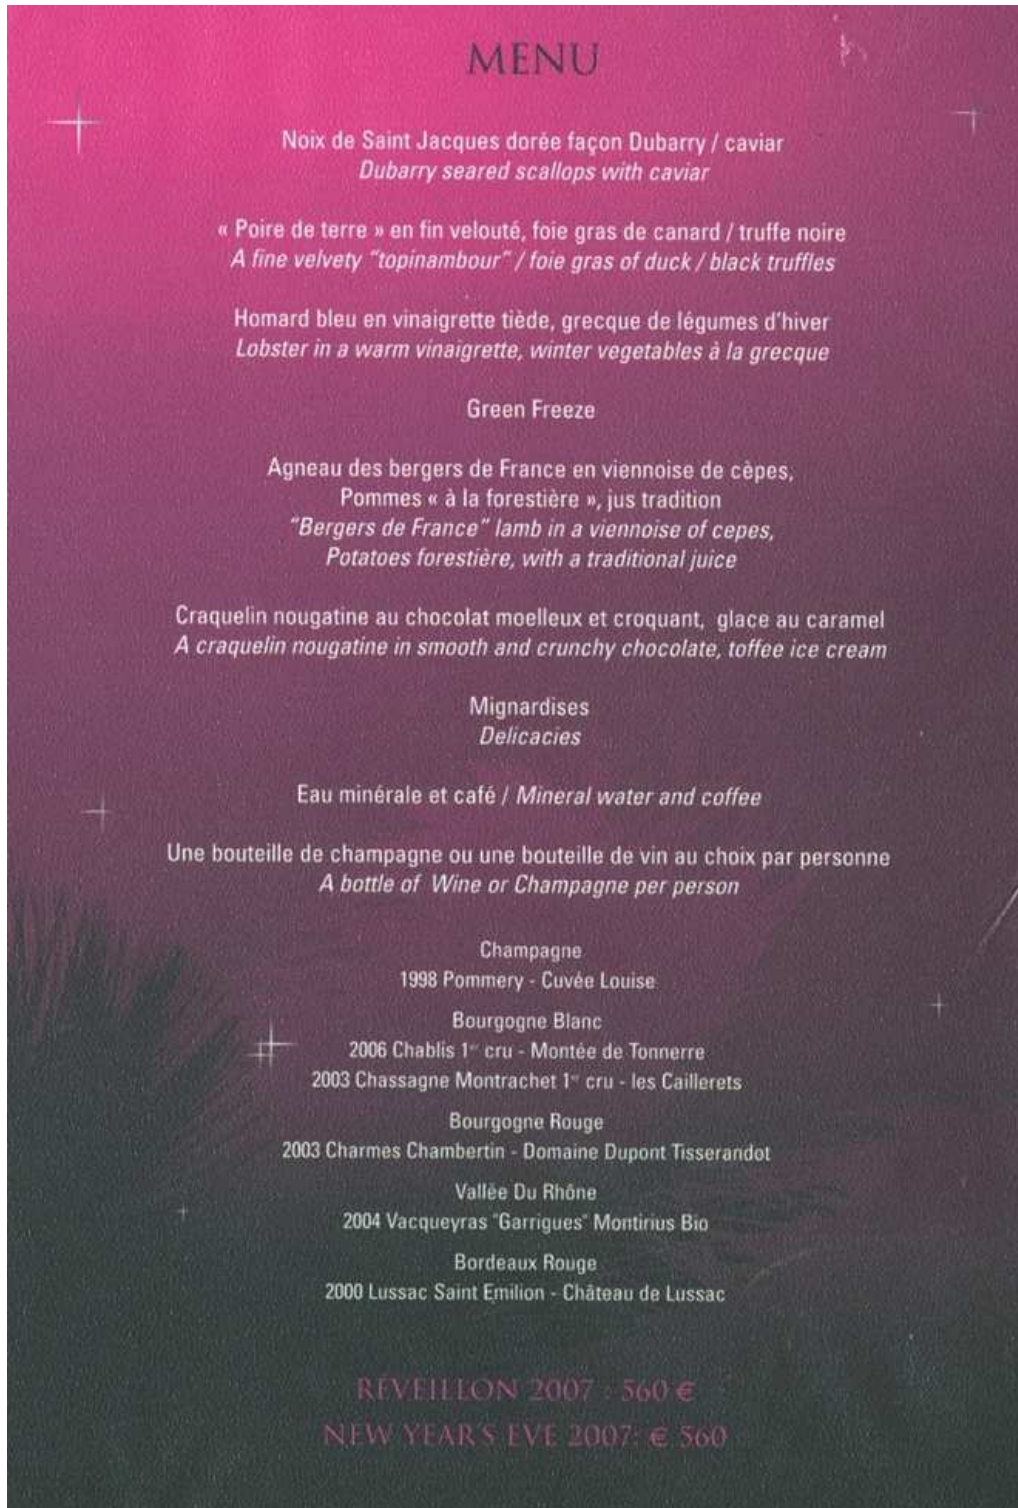 MENU
Noix de Saint Jacques dorée façon Dubarry / caviar
Dubarry seared scallops with caviar
« Poire de terre » en fin velouté, foie gras de canard / truffe noire
A fine velvety "topinambour" / foie gras of duck / black truffles
Homard bleu en vinaigrette tiède, grecque de légumes d'hiver
Lobster in a warm vinaigrette, winter vegetables à la grecque
Green Freeze
Agneau des bergers de France en viennoise de cèpes,
Pommes « à la forestière », jus tradition
"Bergers de France" lamb in a viennoise of cepes,
Potatoes forestière, with a traditional juice
Craquelin nougatine au chocolat moelleux et croquant, glace au caramel
A craquelin nougatine in smooth and crunchy chocolate, toffee ice cream
Mignardises
Delicacies
Eau minérale et café / Mineral water and coffee
Une bouteille de champagne ou une bouteille de vin au choix par personne
A bottle of Wine or Champagne per person
Champagne
1998 Pommery - Cuvée Louise
Bourgogne Blanc
2006 Chablis 1er cru - Montée de Tonnerre
2003 Chassagne Montrachet 1er cru - les Caillerets
Bourgogne Rouge
2003 Charmes Chambertin - Domaine Dupont Tisserandot
Vallée Du Rhône
2004 Vacqueyras "Garrigues" Montirius Bio
Bordeaux Rouge
2000 Lussac Saint Emilion - Château de Lussac
RÉVEILLON 2007 : 560 €
NEW YEAR'S EVE 2007: € 560